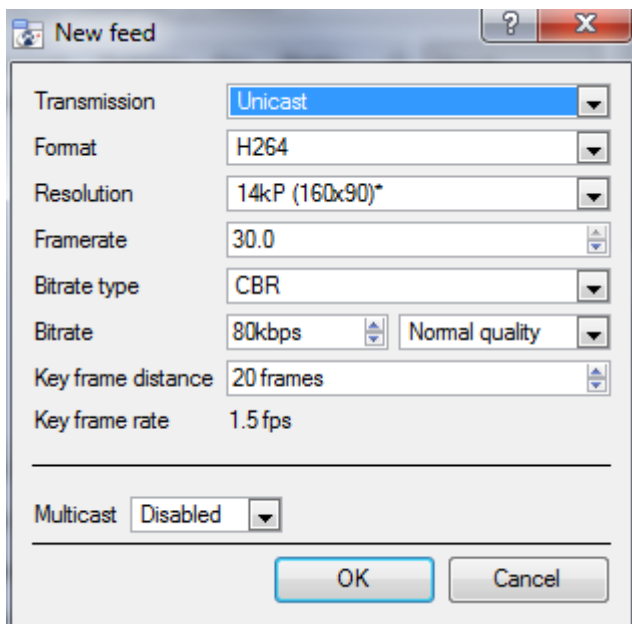 New feed
Transmission Unicast
Format H264
Resolution 14kP (160x90)*
Framerate 30.0
Bitrate type CBR
Bitrate 80kbps Normal quality
Key frame distance 20 frames
Key frame rate 1.5 fps
Multicast Disabled
OK Cancel